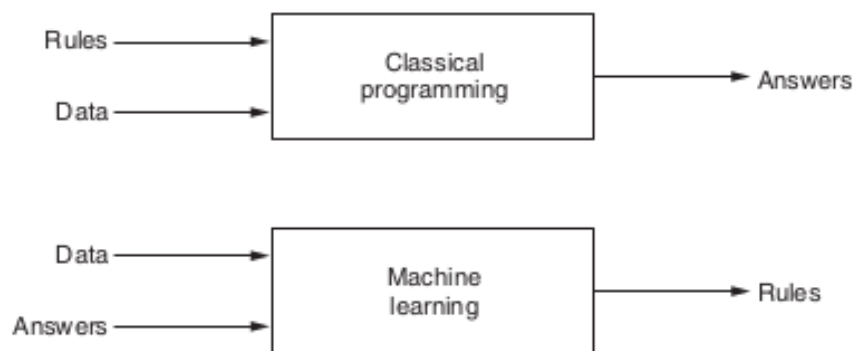 Rules
Data
Classical
programming
Answers
Data
Answers
Machine
learning
Rules